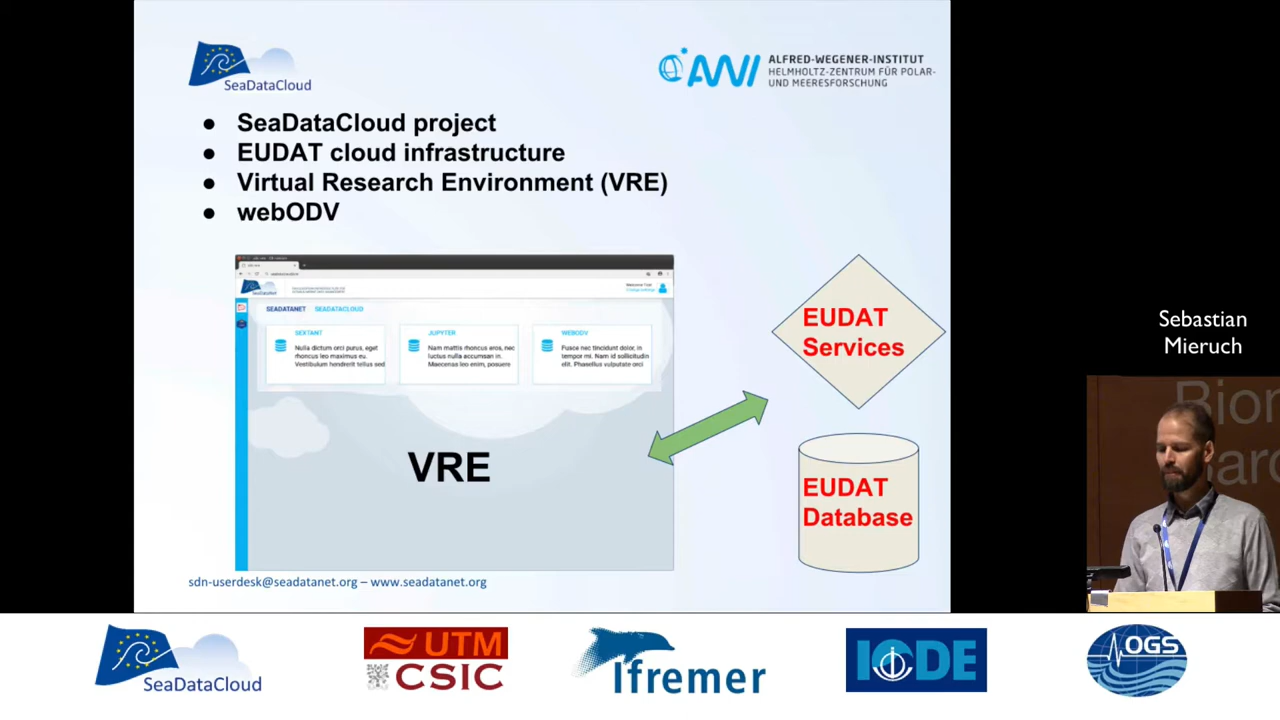 SeaDataCloud
AWI
ALFRED-WEGENER-INSTITUT
HELMHOLTZ-ZENTRUM FÜR POLAR-
UND MEERESFORSCHUNG
● SeaDataCloud project
● EUDAT cloud infrastructure
● Virtual Research Environment (VRE)
● webODV
SEADATANET SEADATACLOUD
SEXTANT
Nulla dictum orci purus, eget
rhoncus leo maximus eu.
Vestibulum hendrerit tellus sed
JUPYTER
Nam mattis rhoncus eros, nec
luctus nulla accumsan in.
Maecenas leo enim, posuere
WEBODV
Fusce nec tincidunt dolor, in
tempor mi. Nam id sollicitudin
elit. Phasellus vulputate orci
VRE
EUDAT
Services
EUDAT
Database
sdn-userdesk@seadatanet.org – www.seadatanet.org
Sebastian
Mieruch
SeaDataCloud
UTM
CSIC
Ifremer
IODE
OGS